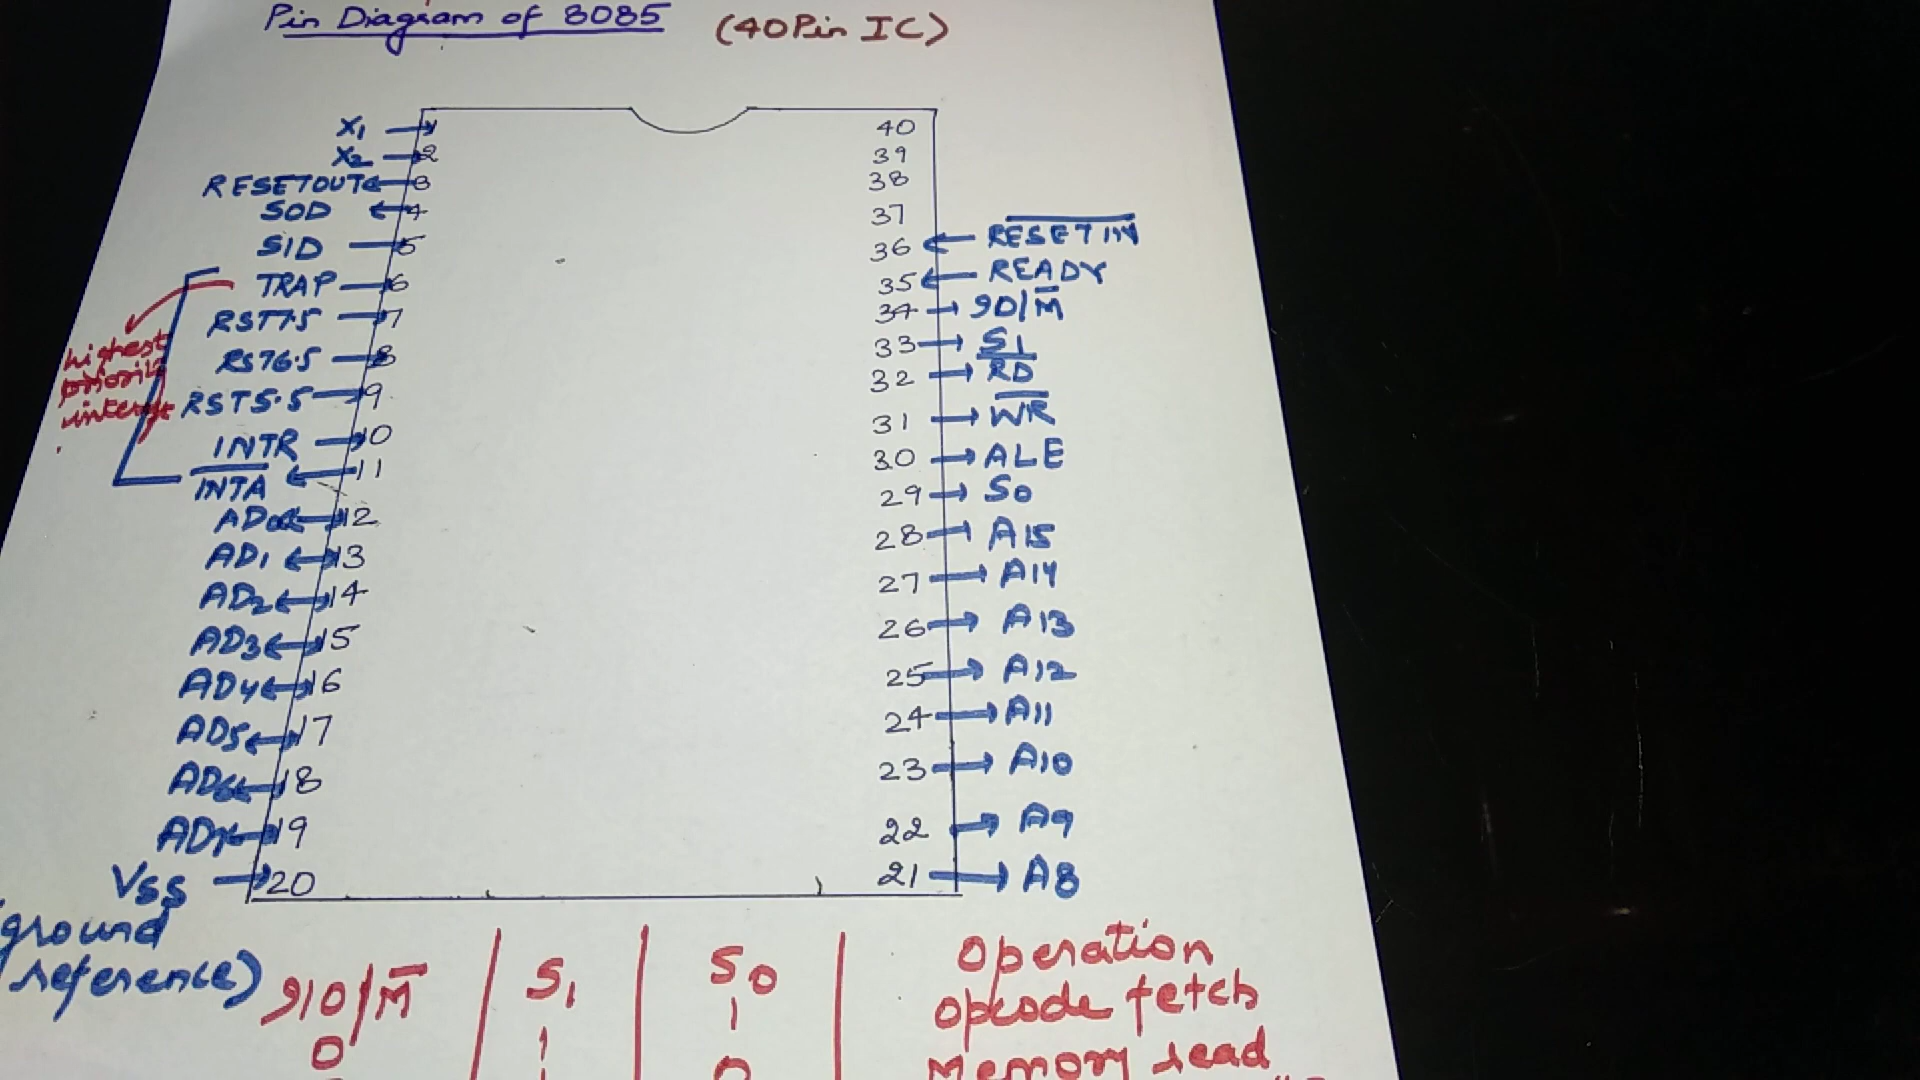 Pin Diagram of 8085 (40 Pin IC)
X1 1 40
X2 2 39
RESETOUT 3 38
SOD 4 37
SID 5 36 RESET IN
TRAP 6 35 READY
RST7.5 7 34 IO/M
RST6.5 8 33 S1
highest
priority
RST5.5 9 32 RD
INTR 10 31 WR
INTA 11 30 ALE
AD0 12 29 S0
AD1 13 28 A15
AD2 14 27 A14
AD3 15 26 A13
AD4 16 25 A12
AD5 17 24 A11
AD6 18 23 A10
AD7 19 22 A9
Vss 20 21 A8
(ground
reference)
IO/M S1 S0 Operation
0 1 1 opcode fetch
1 0 Memory read